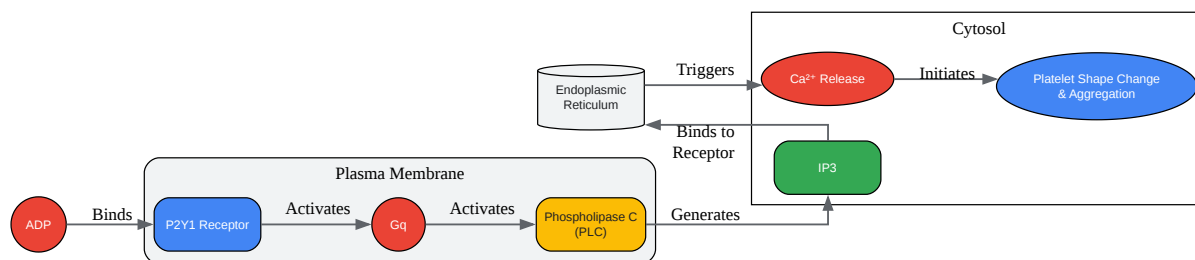 Cytosol
Triggers
Ca²⁺ Release
Initiates
Platelet Shape Change
& Aggregation
Endoplasmic
Reticulum
Binds to
Receptor
IP3
Plasma Membrane
ADP
Binds
P2Y1 Receptor
Activates
Gq
Activates
Phospholipase C
(PLC)
Generates